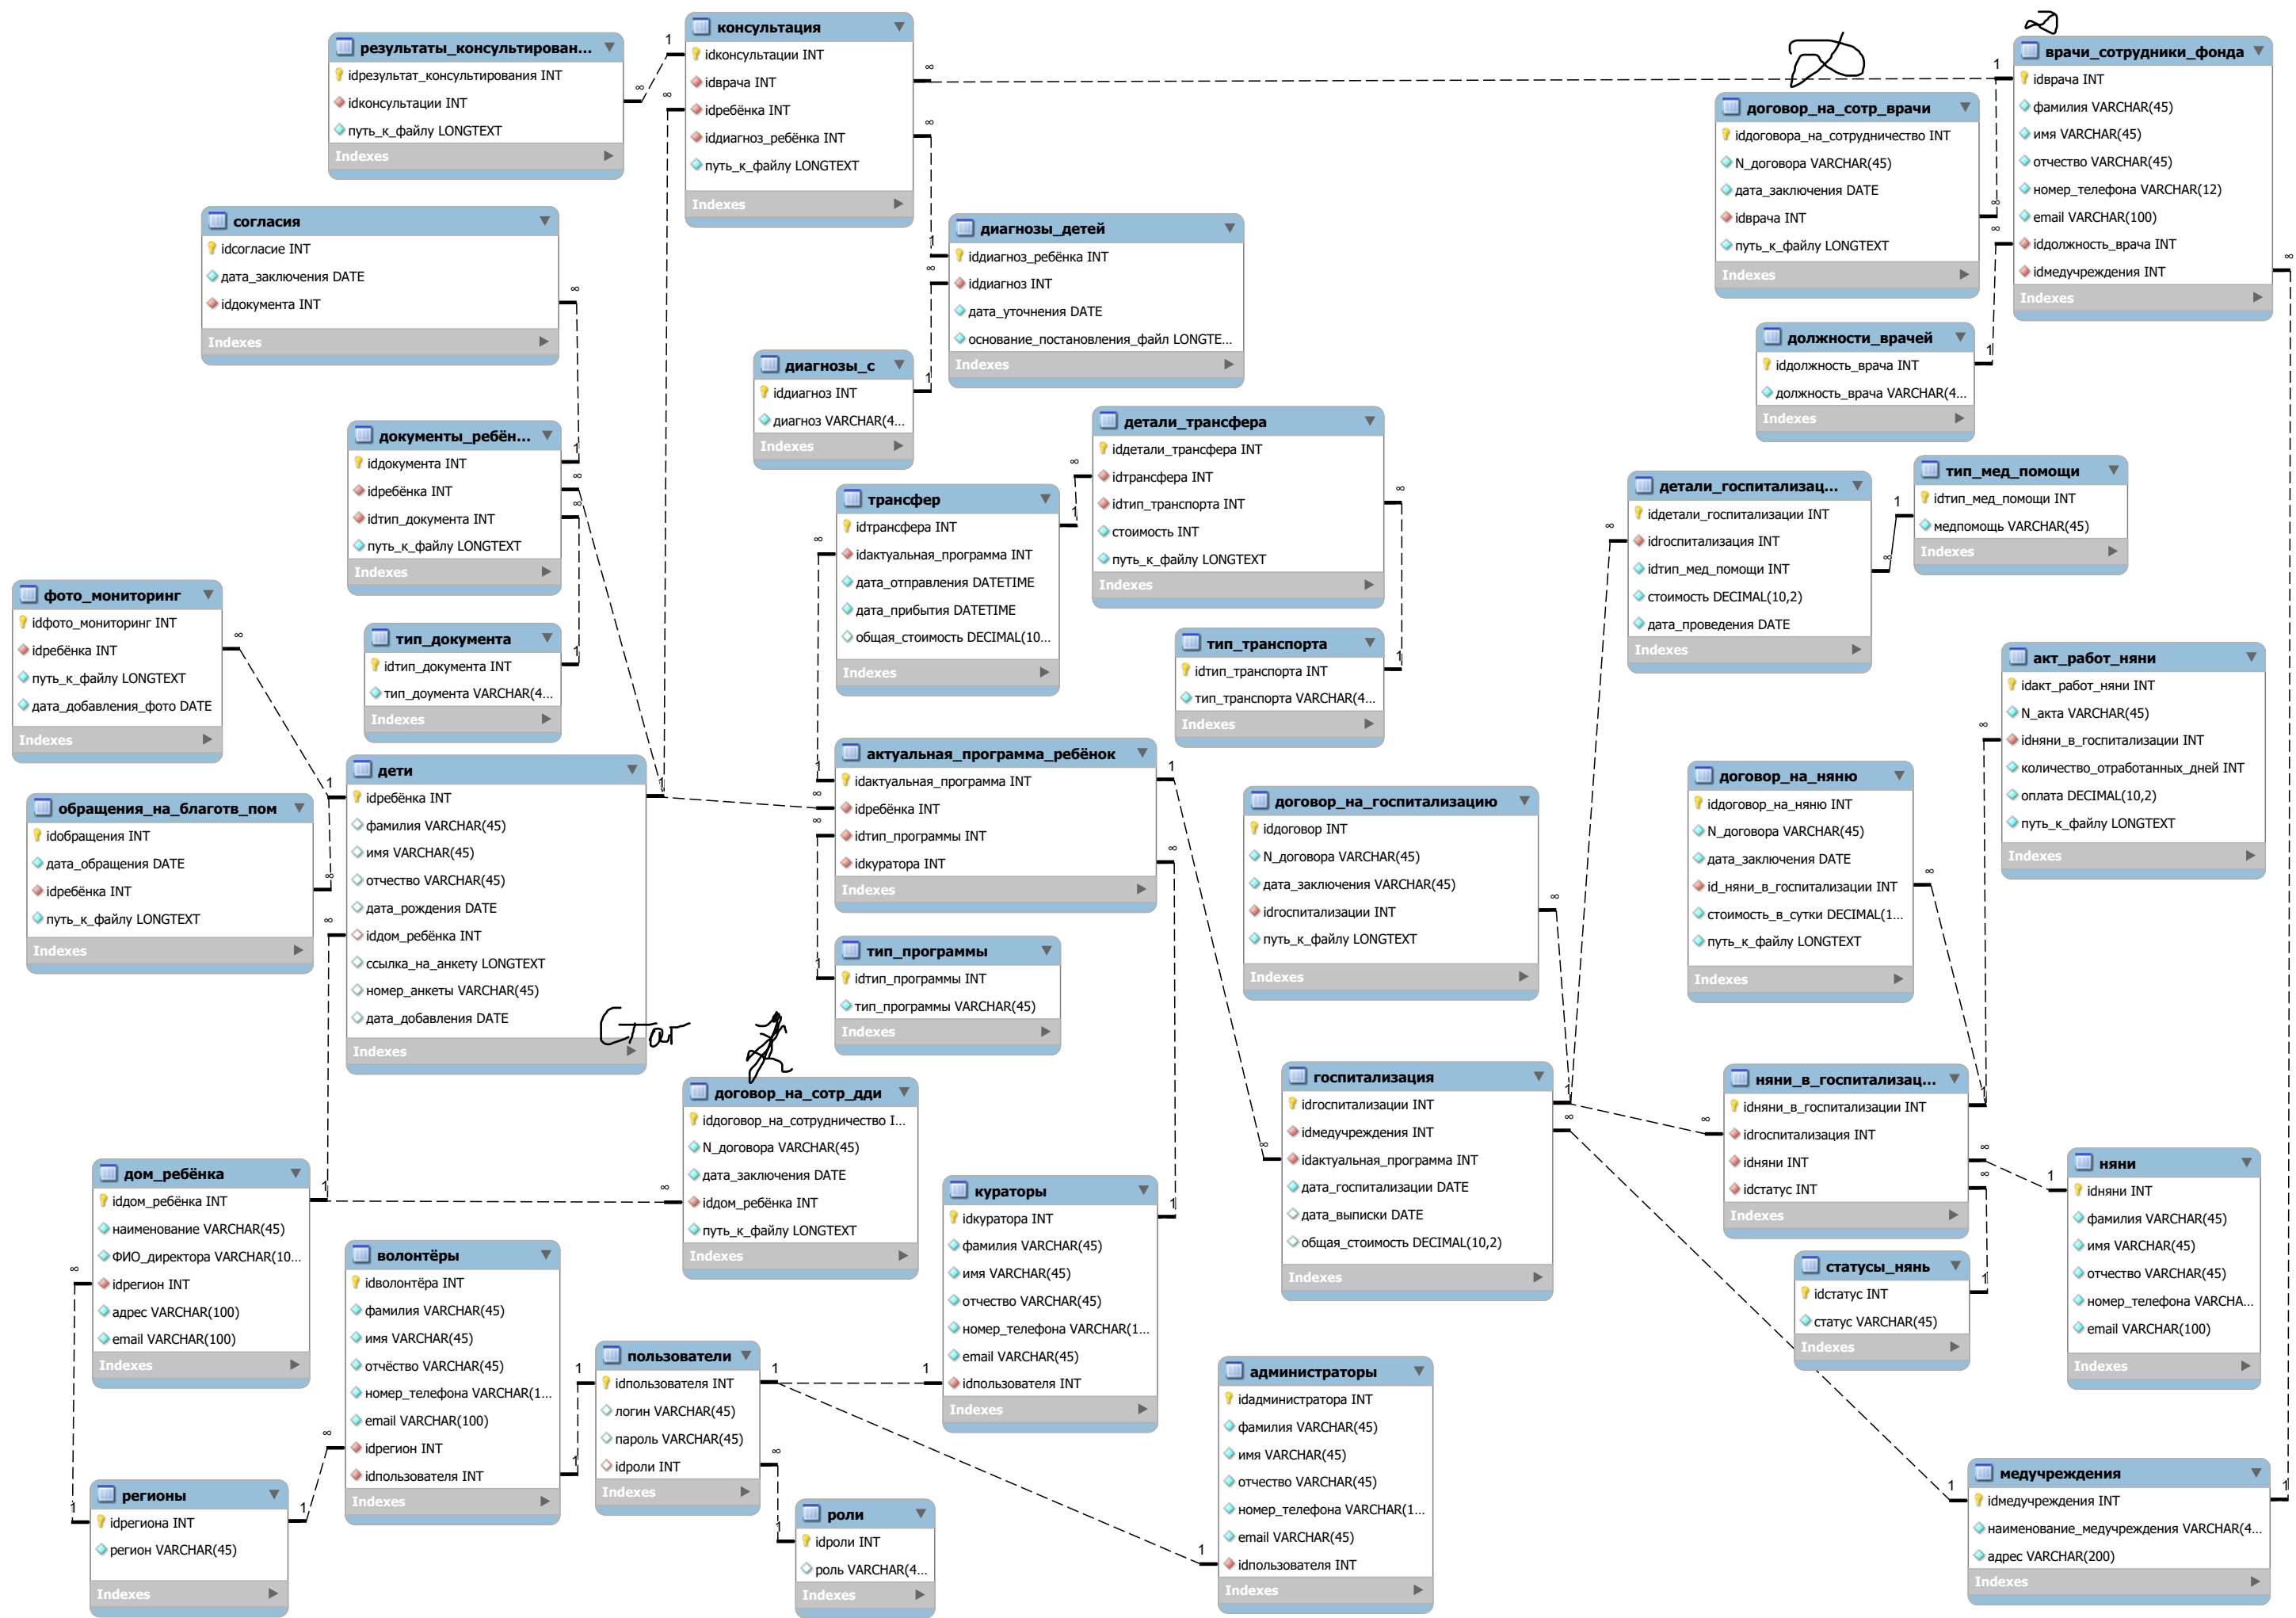 результаты_консультирован...
idрезультат_консультирования INT
idконсультации INT
путь_к_файлу LONGTEXT
Indexes
консультация
idконсультации INT
idврача INT
idребёнка INT
idдиагноз_ребёнка INT
путь_к_файлу LONGTEXT
Indexes
договор_на_сотр_врачи
idдоговора_на_сотрудничество INT
N_договора VARCHAR(45)
дата_заключения DATE
idврача INT
путь_к_файлу LONGTEXT
Indexes
врачи_сотрудники_фонда
idврача INT
фамилия VARCHAR(45)
имя VARCHAR(45)
отчество VARCHAR(45)
номер_телефона VARCHAR(12)
email VARCHAR(100)
idдолжность_врача INT
idмедучреждения INT
Indexes
согласия
idсогласие INT
дата_заключения DATE
idдокумента INT
Indexes
диагнозы_детей
idдиагноз_ребёнка INT
idдиагноз INT
дата_уточнения DATE
основание_постановления_файл LONGTE...
Indexes
диагнозы_с
idдиагноз INT
диагноз VARCHAR(4...
Indexes
должности_врачей
idдолжность_врача INT
должность_врача VARCHAR(4...
Indexes
документы_ребён...
idдокумента INT
idребёнка INT
idтип_документа INT
путь_к_файлу LONGTEXT
Indexes
детали_трансфера
idдетали_трансфера INT
idтрансфера INT
idтип_транспорта INT
стоимость INT
путь_к_файлу LONGTEXT
Indexes
трансфер
idтрансфера INT
idактуальная_программа INT
дата_отправления DATETIME
дата_прибытия DATETIME
общая_стоимость DECIMAL(10...
Indexes
детали_госпитализац...
idдетали_госпитализации INT
idгоспитализация INT
idтип_мед_помощи INT
стоимость DECIMAL(10,2)
дата_проведения DATE
Indexes
тип_мед_помощи
idтип_мед_помощи INT
медпомощь VARCHAR(45)
Indexes
фото_мониторинг
idфото_мониторинг INT
idребёнка INT
путь_к_файлу LONGTEXT
дата_добавления_фото DATE
Indexes
тип_документа
idтип_документа INT
тип_доумента VARCHAR(4...
Indexes
тип_транспорта
idтип_транспорта INT
тип_транспорта VARCHAR(4...
Indexes
акт_работ_няни
idакт_работ_няни INT
N_акта VARCHAR(45)
idняни_в_госпитализации INT
количество_отработанных_дней INT
оплата DECIMAL(10,2)
путь_к_файлу LONGTEXT
Indexes
обращения_на_благотв_пом
idобращения INT
дата_обращения DATE
idребёнка INT
путь_к_файлу LONGTEXT
Indexes
дети
idребёнка INT
фамилия VARCHAR(45)
имя VARCHAR(45)
отчество VARCHAR(45)
дата_рождения DATE
idдом_ребёнка INT
ссылка_на_анкету LONGTEXT
номер_анкеты VARCHAR(45)
дата_добавления DATE
Indexes
актуальная_программа_ребёнок
idактуальная_программа INT
idребёнка INT
idтип_программы INT
idкуратора INT
Indexes
договор_на_госпитализацию
idдоговор INT
N_договора VARCHAR(45)
дата_заключения VARCHAR(45)
idгоспитализации INT
путь_к_файлу LONGTEXT
Indexes
договор_на_няню
idдоговор_на_няню INT
N_договора VARCHAR(45)
дата_заключения DATE
id_няни_в_госпитализации INT
стоимость_в_сутки DECIMAL(1...
путь_к_файлу LONGTEXT
Indexes
тип_программы
idтип_программы INT
тип_программы VARCHAR(45)
Indexes
договор_на_сотр_дди
idдоговор_на_сотрудничество I...
N_договора VARCHAR(45)
дата_заключения DATE
idдом_ребёнка INT
путь_к_файлу LONGTEXT
Indexes
госпитализация
idгоспитализации INT
idмедучреждения INT
idактуальная_программа INT
дата_госпитализации DATE
дата_выписки DATE
общая_стоимость DECIMAL(10,2)
Indexes
няни_в_госпитализац...
idняни_в_госпитализации INT
idгоспитализация INT
idняни INT
idстатус INT
Indexes
няни
idняни INT
фамилия VARCHAR(45)
имя VARCHAR(45)
отчество VARCHAR(45)
номер_телефона VARCHA...
email VARCHAR(100)
Indexes
дом_ребёнка
idдом_ребёнка INT
наименование VARCHAR(45)
ФИО_директора VARCHAR(10...
idрегион INT
адрес VARCHAR(100)
email VARCHAR(100)
Indexes
волонтёры
idволонтёра INT
фамилия VARCHAR(45)
имя VARCHAR(45)
отчёство VARCHAR(45)
номер_телефона VARCHAR(1...
email VARCHAR(100)
idрегион INT
idпользователя INT
Indexes
кураторы
idкуратора INT
фамилия VARCHAR(45)
имя VARCHAR(45)
отчество VARCHAR(45)
номер_телефона VARCHAR(1...
email VARCHAR(45)
idпользователя INT
Indexes
статусы_нянь
idстатус INT
статус VARCHAR(45)
Indexes
пользователи
idпользователя INT
логин VARCHAR(45)
пароль VARCHAR(45)
idроли INT
Indexes
администраторы
idадминистратора INT
фамилия VARCHAR(45)
имя VARCHAR(45)
отчество VARCHAR(45)
номер_телефона VARCHAR(1...
email VARCHAR(45)
idпользователя INT
Indexes
регионы
idрегиона INT
регион VARCHAR(45)
Indexes
роли
idроли INT
роль VARCHAR(4...
Indexes
медучреждения
idмедучреждения INT
наименование_медучреждения VARCHAR(4...
адрес VARCHAR(200)
Indexes